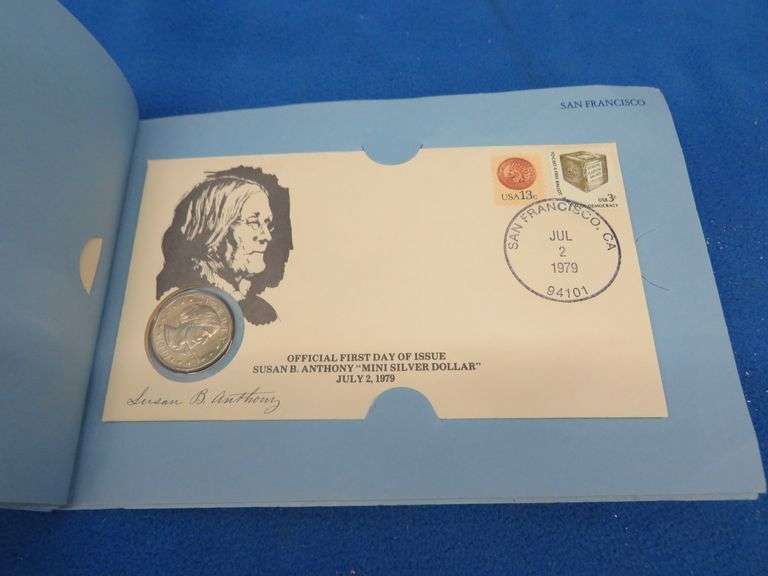 SAN FRANCISCO
USA 13c
USA 3c
SAN FRANCISCO, CA
JUL
2
1979
94101
OFFICIAL FIRST DAY OF ISSUE
SUSAN B. ANTHONY "MINI SILVER DOLLAR"
JULY 2, 1979
Susan B. Anthony